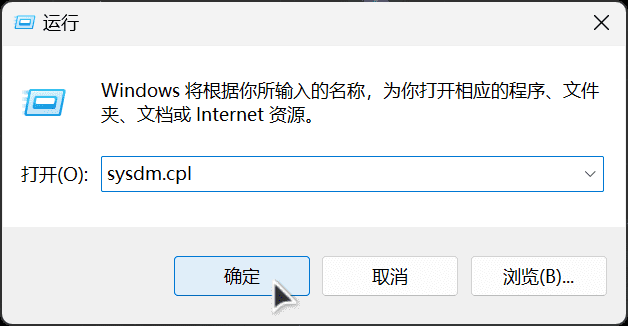 运行
Windows 将根据你所输入的名称，为你打开相应的程序、文件
夹、文档或 Internet 资源。
打开(O): sysdm.cpl
确定 取消 浏览(B)...